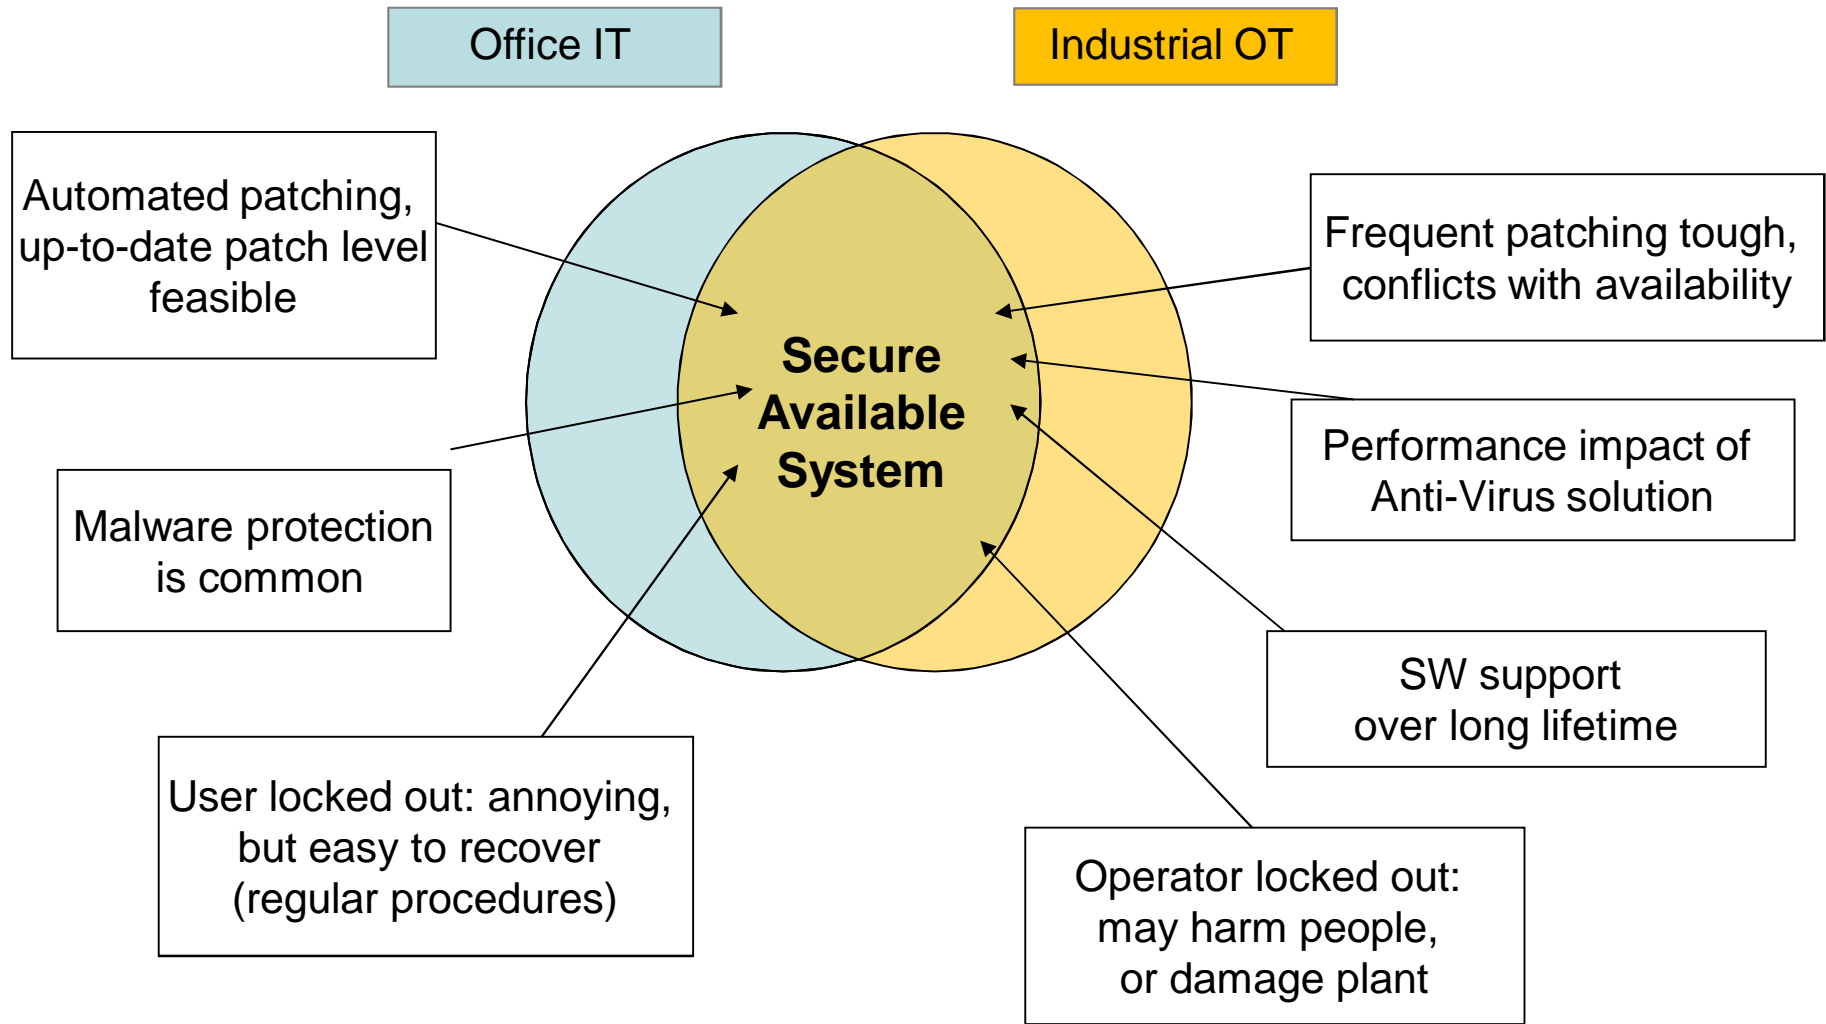 Office IT
Industrial OT
Automated patching,
up-to-date patch level
feasible
Malware protection
is common
User locked out: annoying,
but easy to recover
(regular procedures)
Secure
Available
System
Frequent patching tough,
conflicts with availability
Performance impact of
Anti-Virus solution
SW support
over long lifetime
Operator locked out:
may harm people,
or damage plant